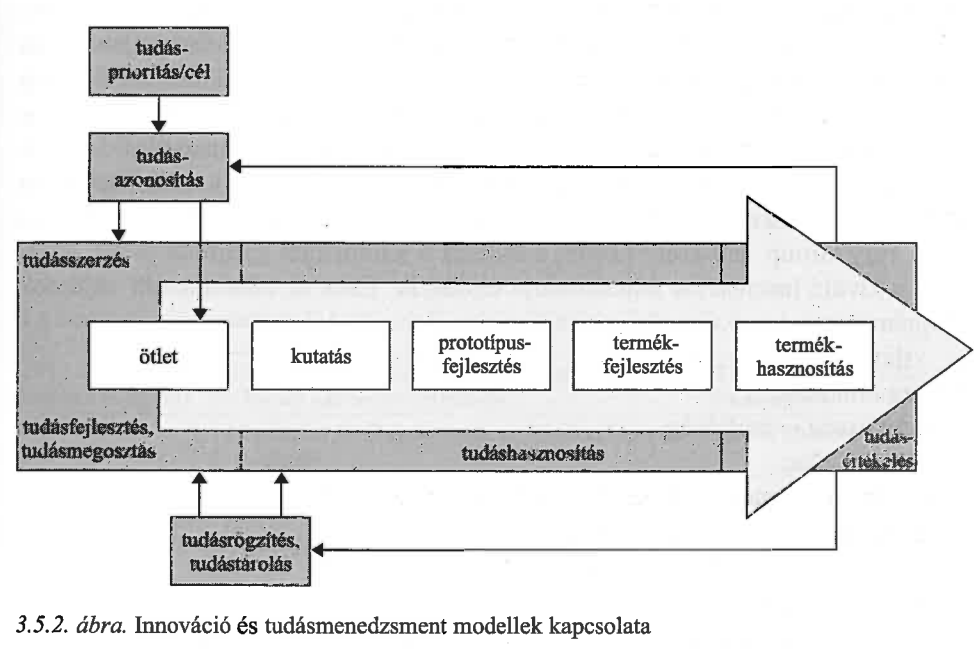 tudás-
prioritás/cél
tudás-
azonosítás
tudásszerzés
ötlet
kutatás
prototípus-
fejlesztés
termék-
fejlesztés
termék-
hasznosítás
tudásfejlesztés,
tudásmegosztás
tudáshasznosítás
tudás-
értékelés
tudásrögzítés,
tudástárolás
3.5.2. ábra. Innováció és tudásmenedzsment modellek kapcsolata